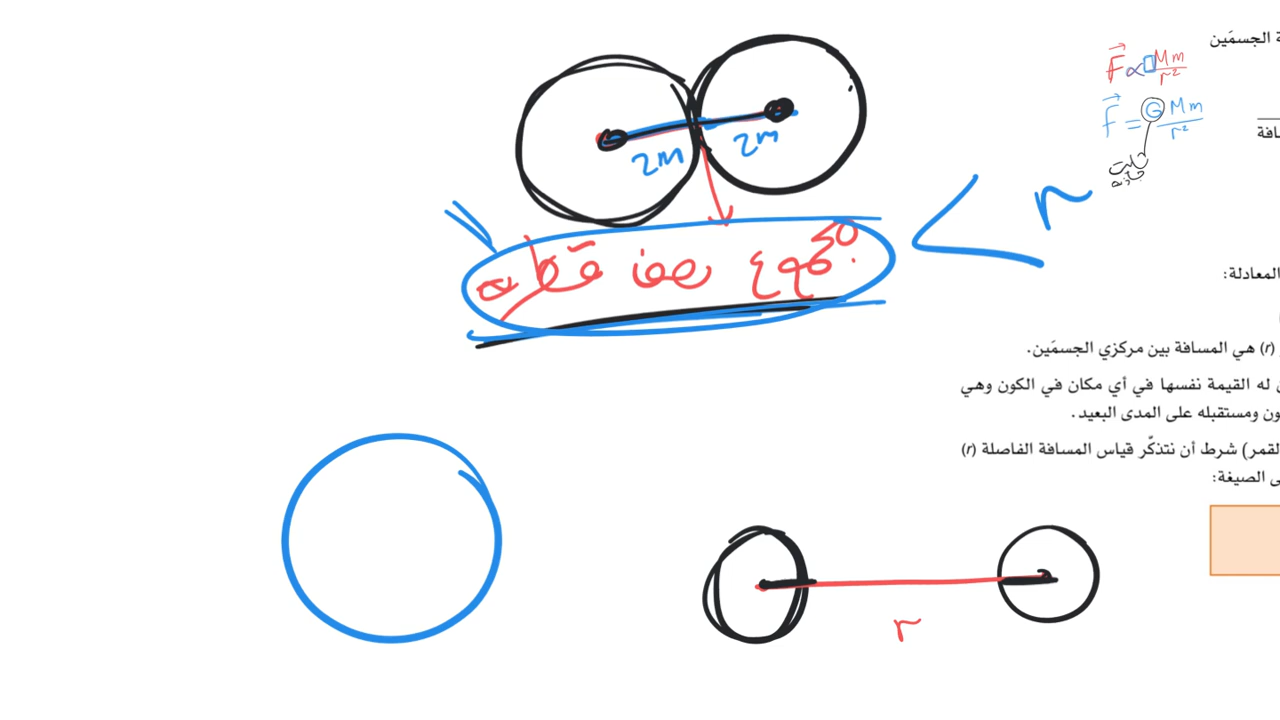 ة الجسمَين
F ∝ Mm / r²
F = G Mm / r²
ثابت
2m 2m
r
نصف
افة
المعادلة:
(r) هي المسافة بين مركزي الجسمَين.
ن له القيمة نفسها في أي مكان في الكون وهي
ون ومستقبله على المدى البعيد.
القمر) شرط أن نتذكّر قياس المسافة الفاصلة (r)
ى الصيغة:
r